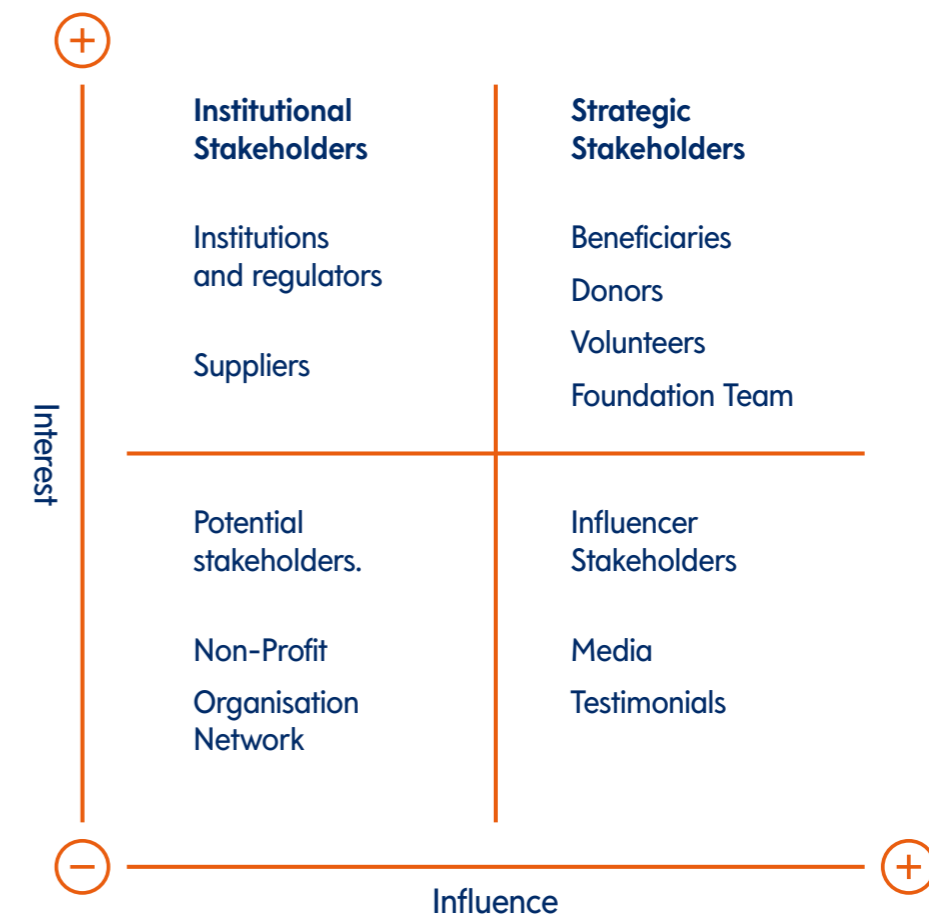 Institutional
Stakeholders
Institutions
and regulators
Suppliers
Strategic
Stakeholders
Beneficiaries
Donors
Volunteers
Foundation Team
Interest
Potential
stakeholders.
Non-Profit
Organisation
Network
Influencer
Stakeholders
Media
Testimonials
Influence